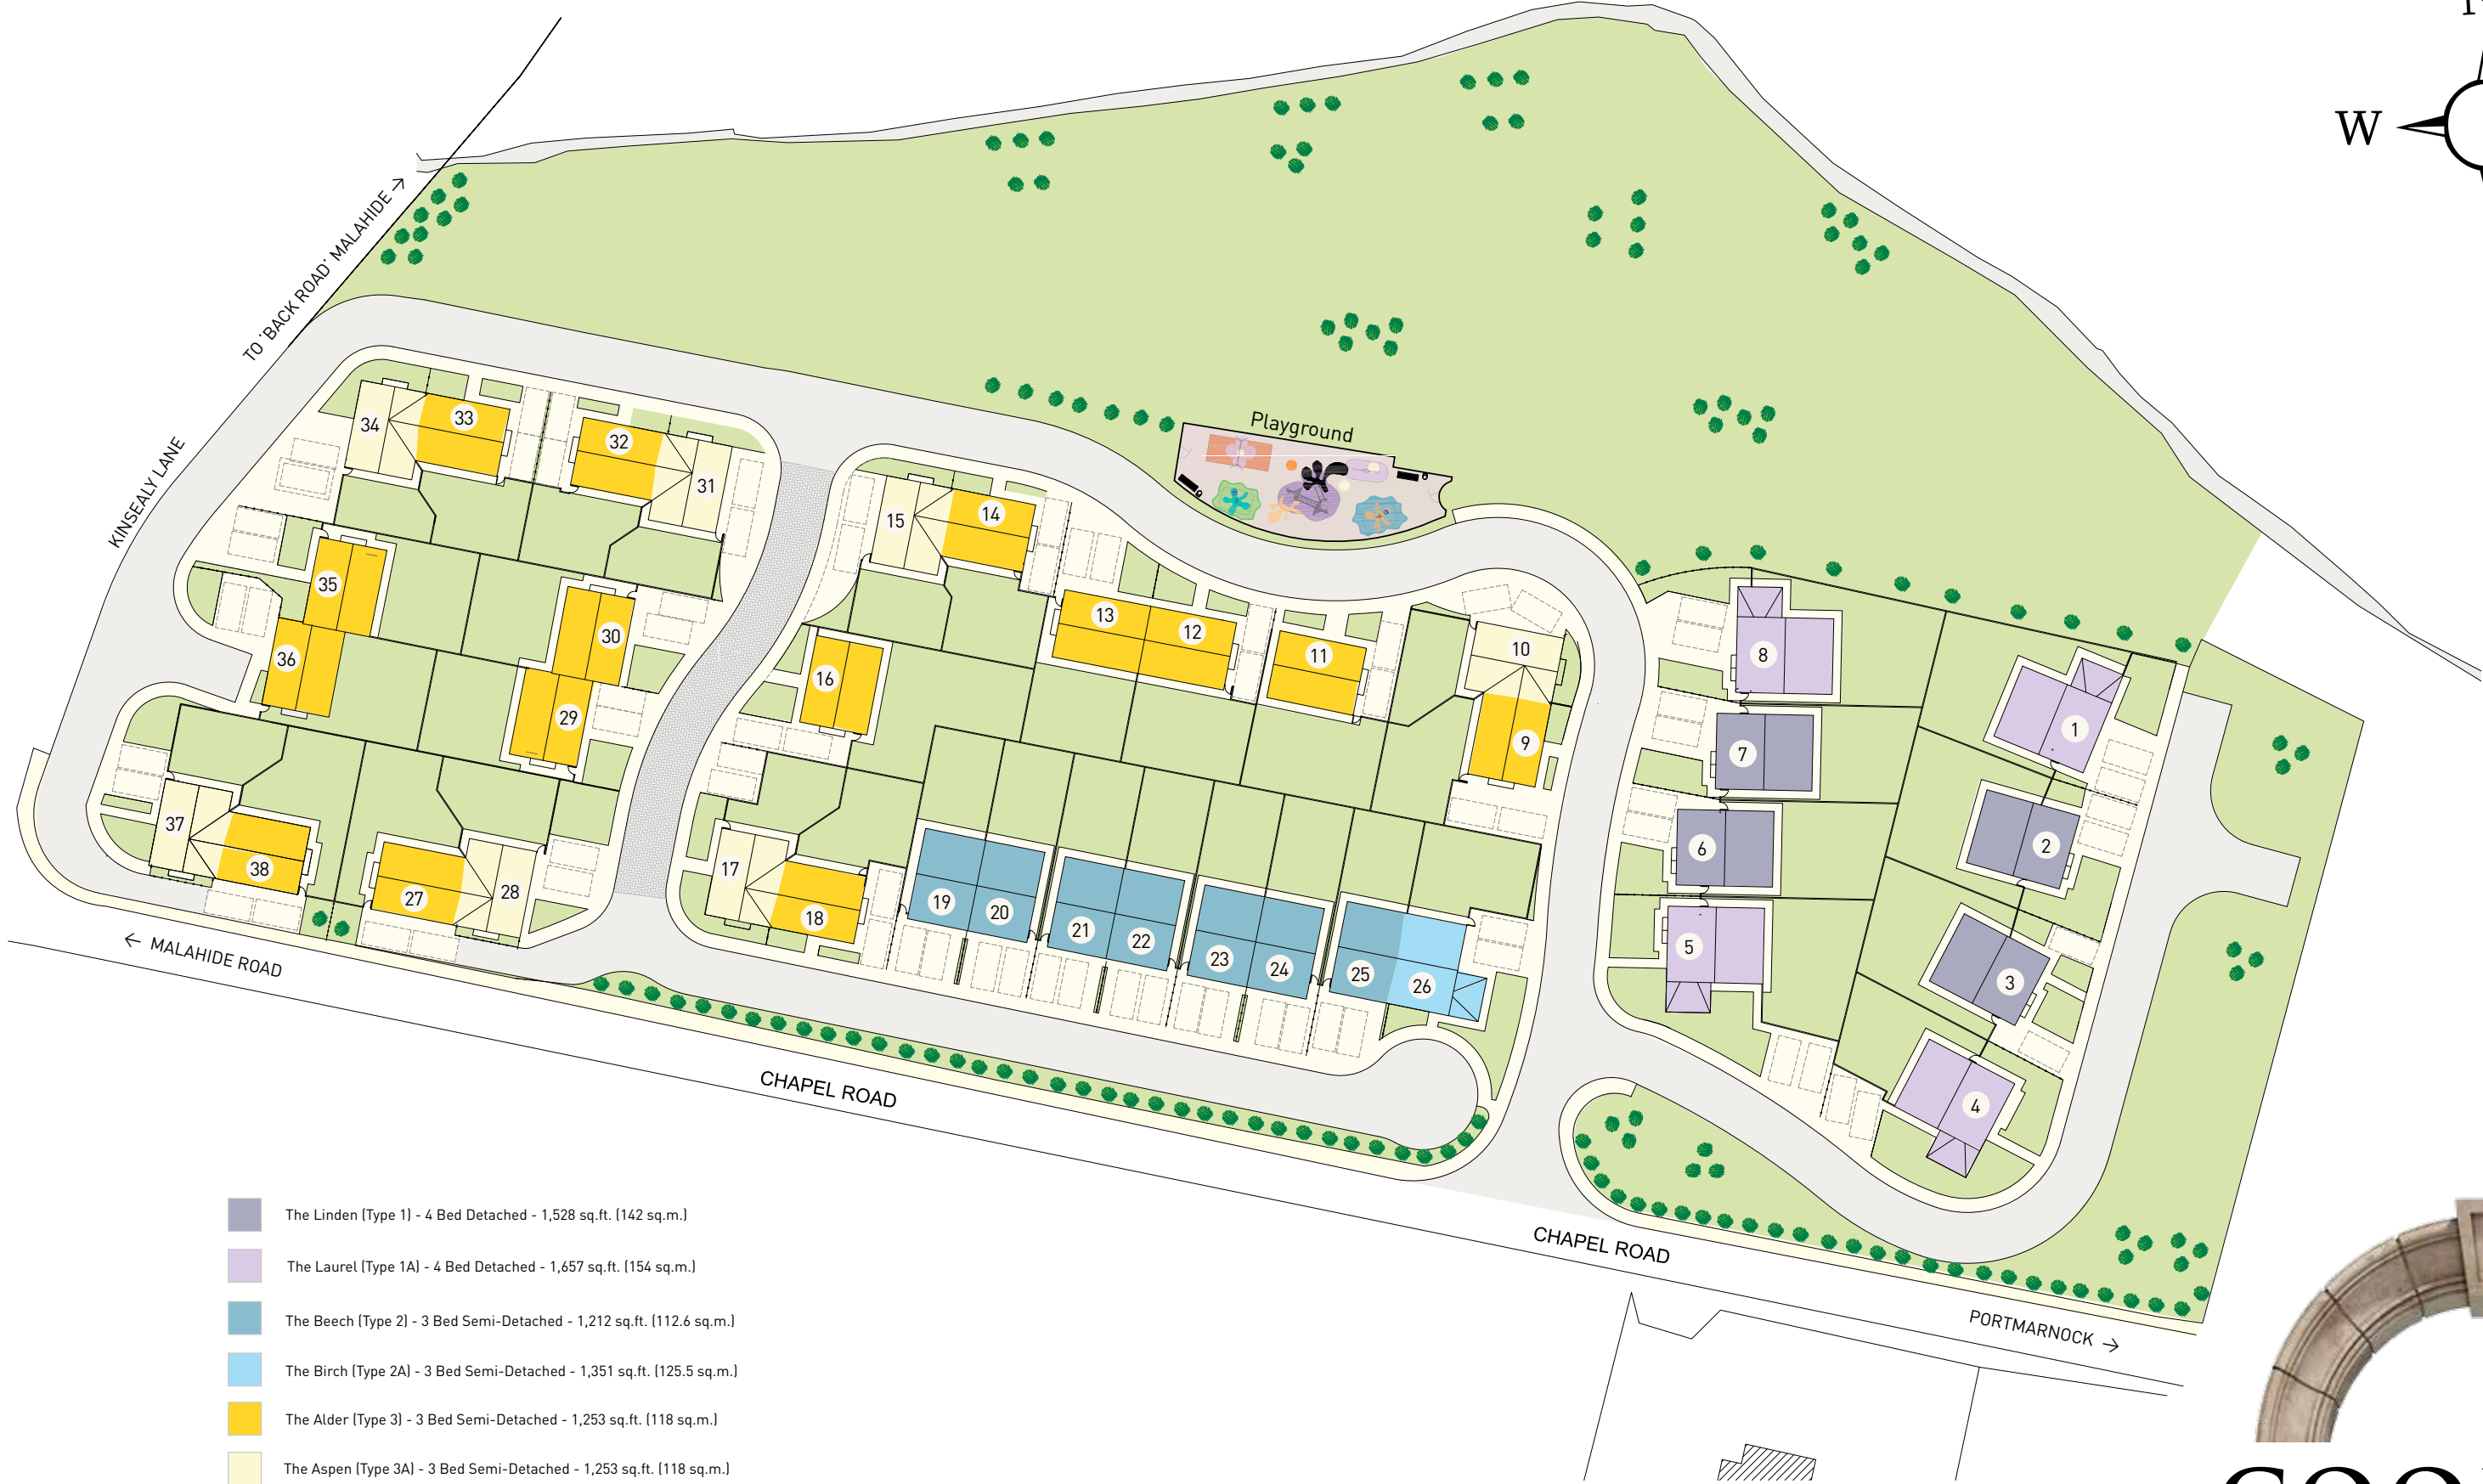 W
TO 'BACK ROAD' MALAHIDE →
KINSEALY LANE
Playground
34
33
32
31
15
14
13
12
11
10
9
8
7
6
5
1
2
3
4
35
36
30
29
16
37
38
27
28
17
18
19
20
21
22
23
24
25
26
← MALAHIDE ROAD
CHAPEL ROAD
CHAPEL ROAD
PORTMARNOCK →
The Linden (Type 1) - 4 Bed Detached - 1,528 sq.ft. (142 sq.m.)
The Laurel (Type 1A) - 4 Bed Detached - 1,657 sq.ft. (154 sq.m.)
The Beech (Type 2) - 3 Bed Semi-Detached - 1,212 sq.ft. (112.6 sq.m.)
The Birch (Type 2A) - 3 Bed Semi-Detached - 1,351 sq.ft. (125.5 sq.m.)
The Alder (Type 3) - 3 Bed Semi-Detached - 1,253 sq.ft. (118 sq.m.)
The Aspen (Type 3A) - 3 Bed Semi-Detached - 1,253 sq.ft. (118 sq.m.)